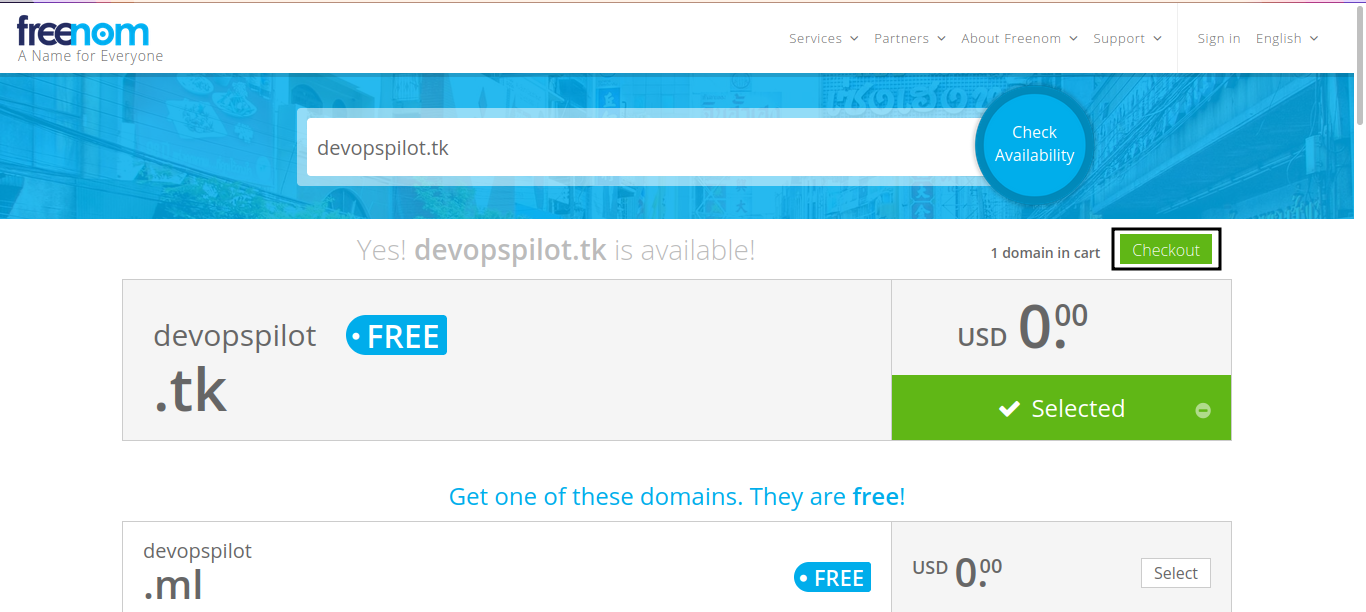 freenom
A Name for Everyone
Services Partners About Freenom Support Sign in English
devopspilot.tk
Check
Availability
Yes! devopspilot.tk is available!
1 domain in cart Checkout
devopspilot FREE
.tk
USD 0.00
Selected
Get one of these domains. They are free!
devopspilot
.ml
FREE
USD 0.00
Select